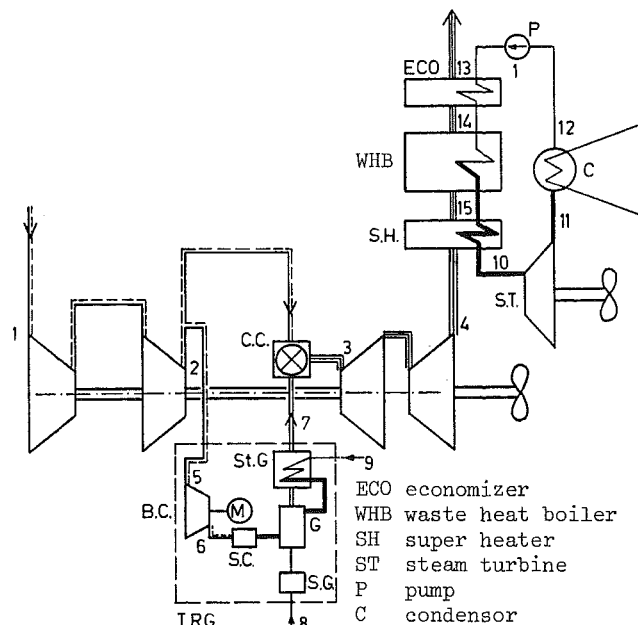 P
ECO
13
1
14
12
WHB
C
15
S.H.
11
10
S.T.
1
4
C.C.
3
2
7
St.G
9
5
B.C.
M
G
6
S.C.
S.G.
I.R.G.
8
ECO economizer
WHB waste heat boiler
SH super heater
ST steam turbine
P pump
C condensor